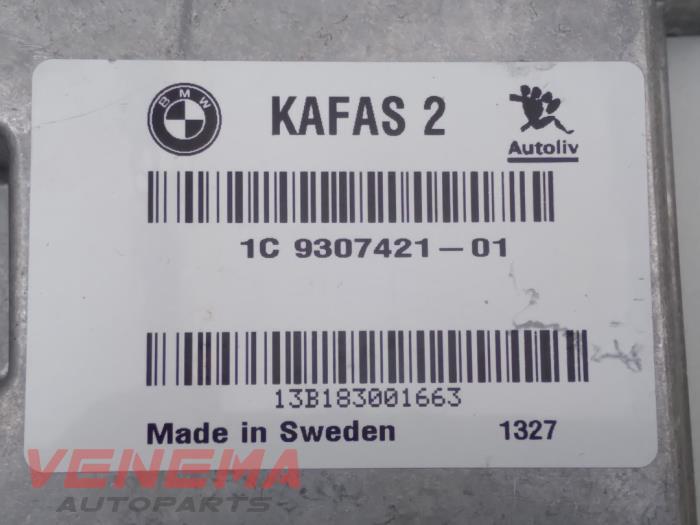 BMW
KAFAS 2
Autoliv
1C 9307421-01
13B183001663
Made in Sweden 1327
VENEMA
AUTOPARTS